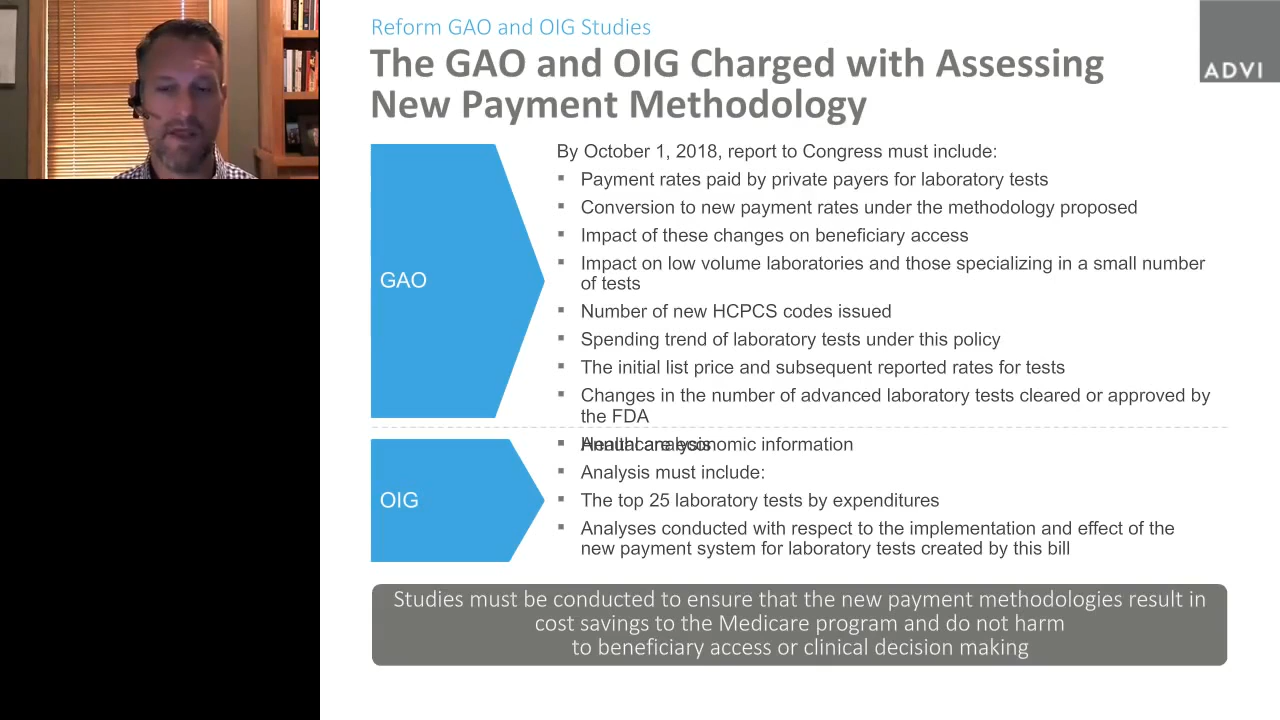 Reform GAO and OIG Studies
The GAO and OIG Charged with Assessing
New Payment Methodology
ADVI
GAO
By October 1, 2018, report to Congress must include:
▪ Payment rates paid by private payers for laboratory tests
▪ Conversion to new payment rates under the methodology proposed
▪ Impact of these changes on beneficiary access
▪ Impact on low volume laboratories and those specializing in a small number
of tests
▪ Number of new HCPCS codes issued
▪ Spending trend of laboratory tests under this policy
▪ The initial list price and subsequent reported rates for tests
▪ Changes in the number of advanced laboratory tests cleared or approved by
the FDA
▪ Healthcare economic information
OIG
▪ Annual analysis
▪ Analysis must include:
▪ The top 25 laboratory tests by expenditures
▪ Analyses conducted with respect to the implementation and effect of the
new payment system for laboratory tests created by this bill
Studies must be conducted to ensure that the new payment methodologies result in
cost savings to the Medicare program and do not harm
to beneficiary access or clinical decision making